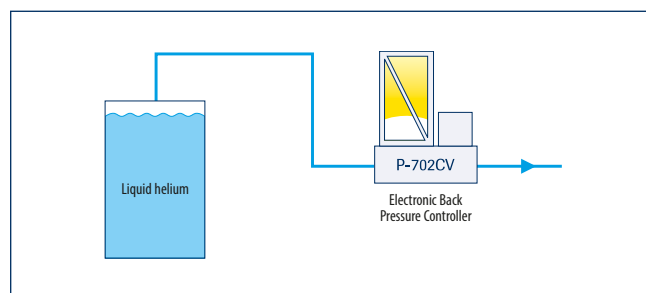 Liquid helium
P-702CV
Electronic Back
Pressure Controller